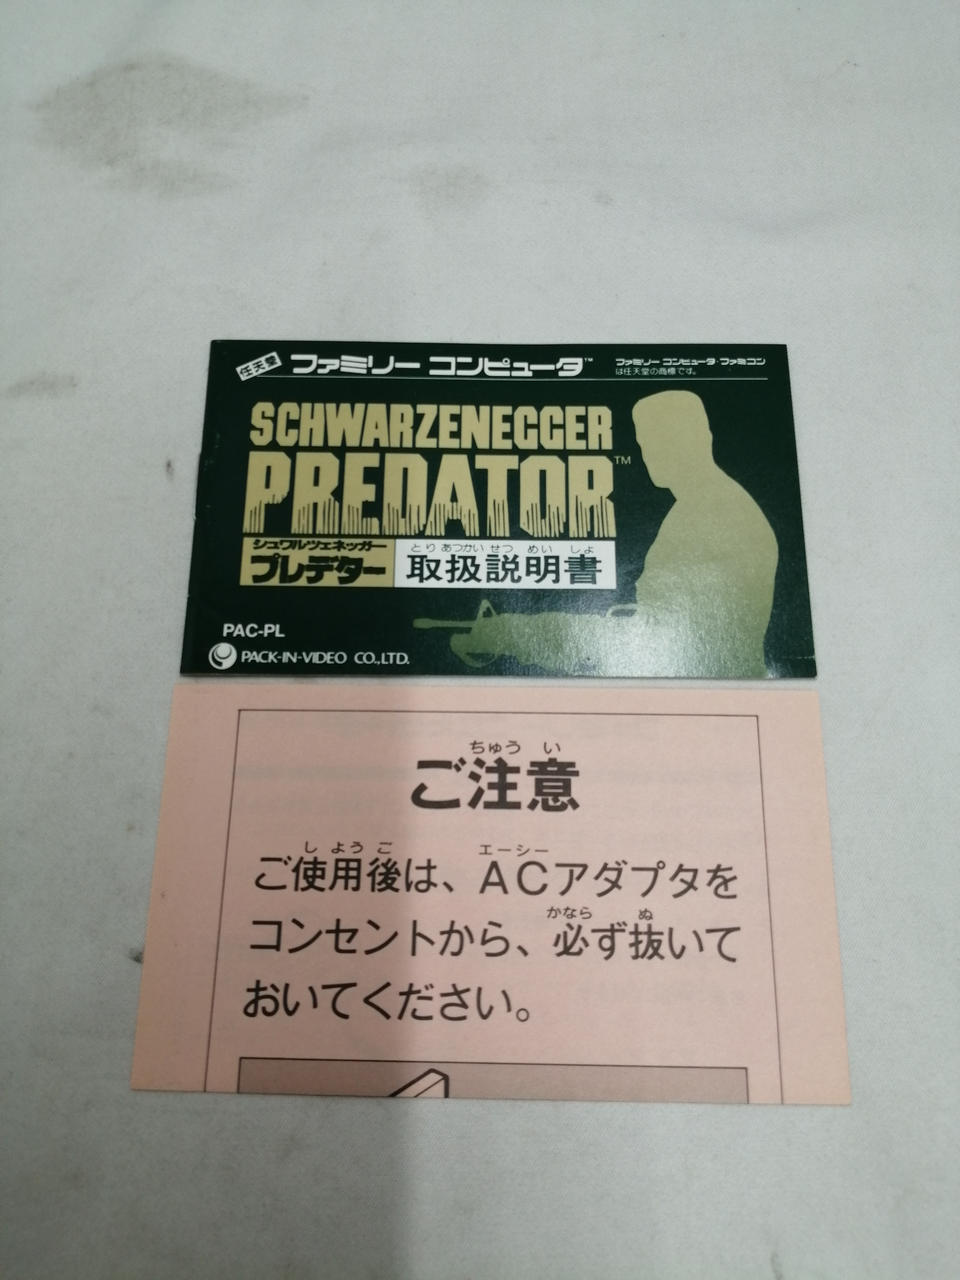 任天堂 ファミリー コンピュータ™
ファミリー コンピュータ・ファミコン
は任天堂の商標です。
SCHWARZENEGGER
PREDATOR™
シュワルツェネッガー
プレデター
とり あつかい せつ めい しょ
取扱説明書
PAC-PL
PACK-IN-VIDEO CO.,LTD.
ちゅう い
ご注意
し よう ご エーシー
ご使用後は、ACアダプタを
かなら ぬ
コンセントから、必ず抜いて
おいてください。